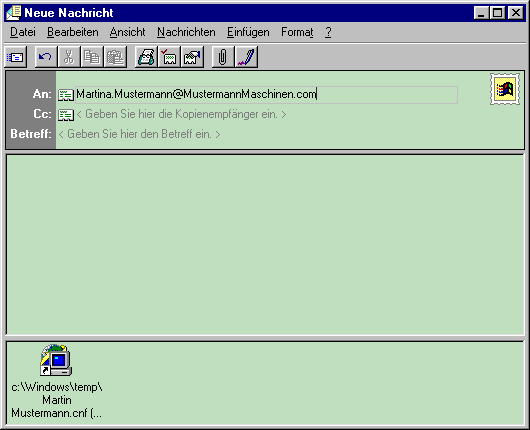 Neue Nachricht
Datei Bearbeiten Ansicht Nachrichten Einfügen Format ?
An: Martina.Mustermann@MustermannMaschinen.com
Cc: < Geben Sie hier die Kopienempfänger ein. >
Betreff: < Geben Sie hier den Betreff ein. >
c:\Windows\temp\
Martin
Mustermann.cnf (...